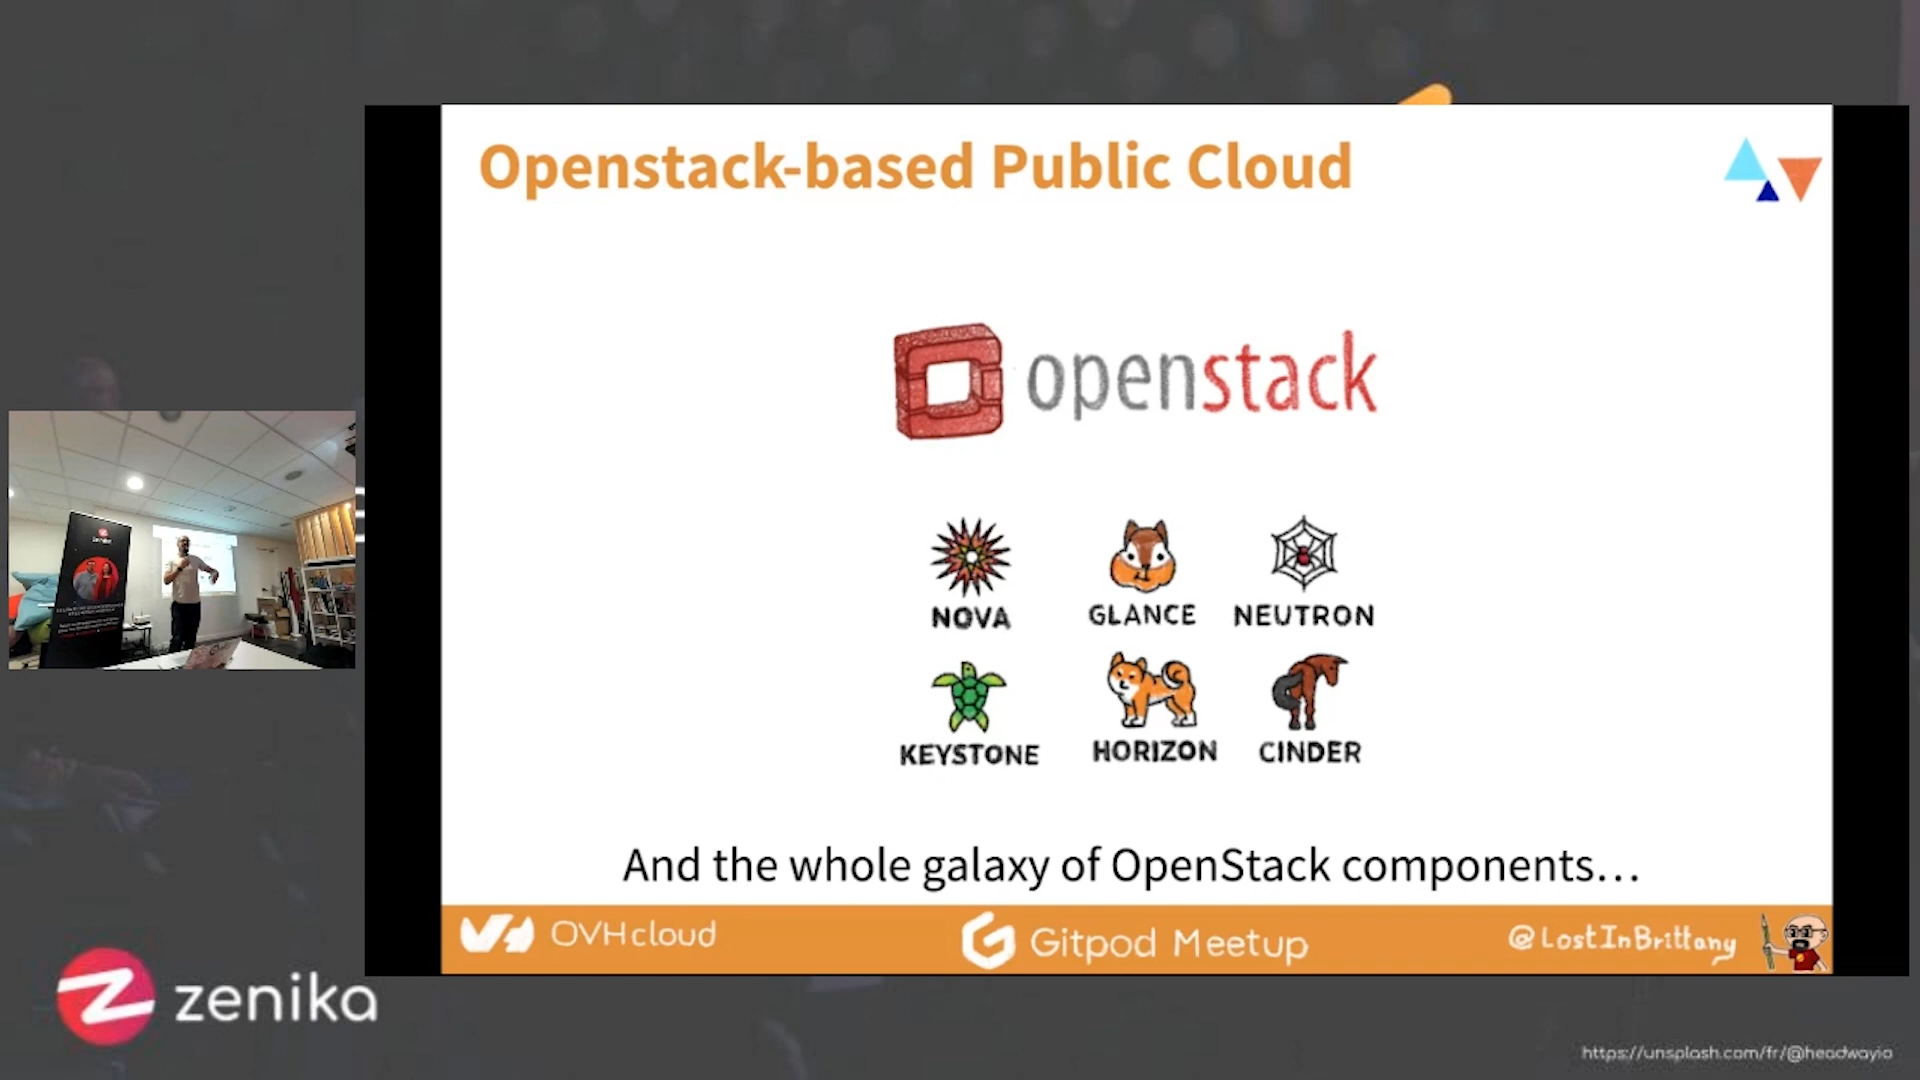 Openstack-based Public Cloud
openstack
NOVA
GLANCE
NEUTRON
KEYSTONE
HORIZON
CINDER
And the whole galaxy of OpenStack components...
OVHcloud
Gitpod Meetup
@LostInBrittany
zenika
zenika
https://unsplash.com/fr/@headwayio